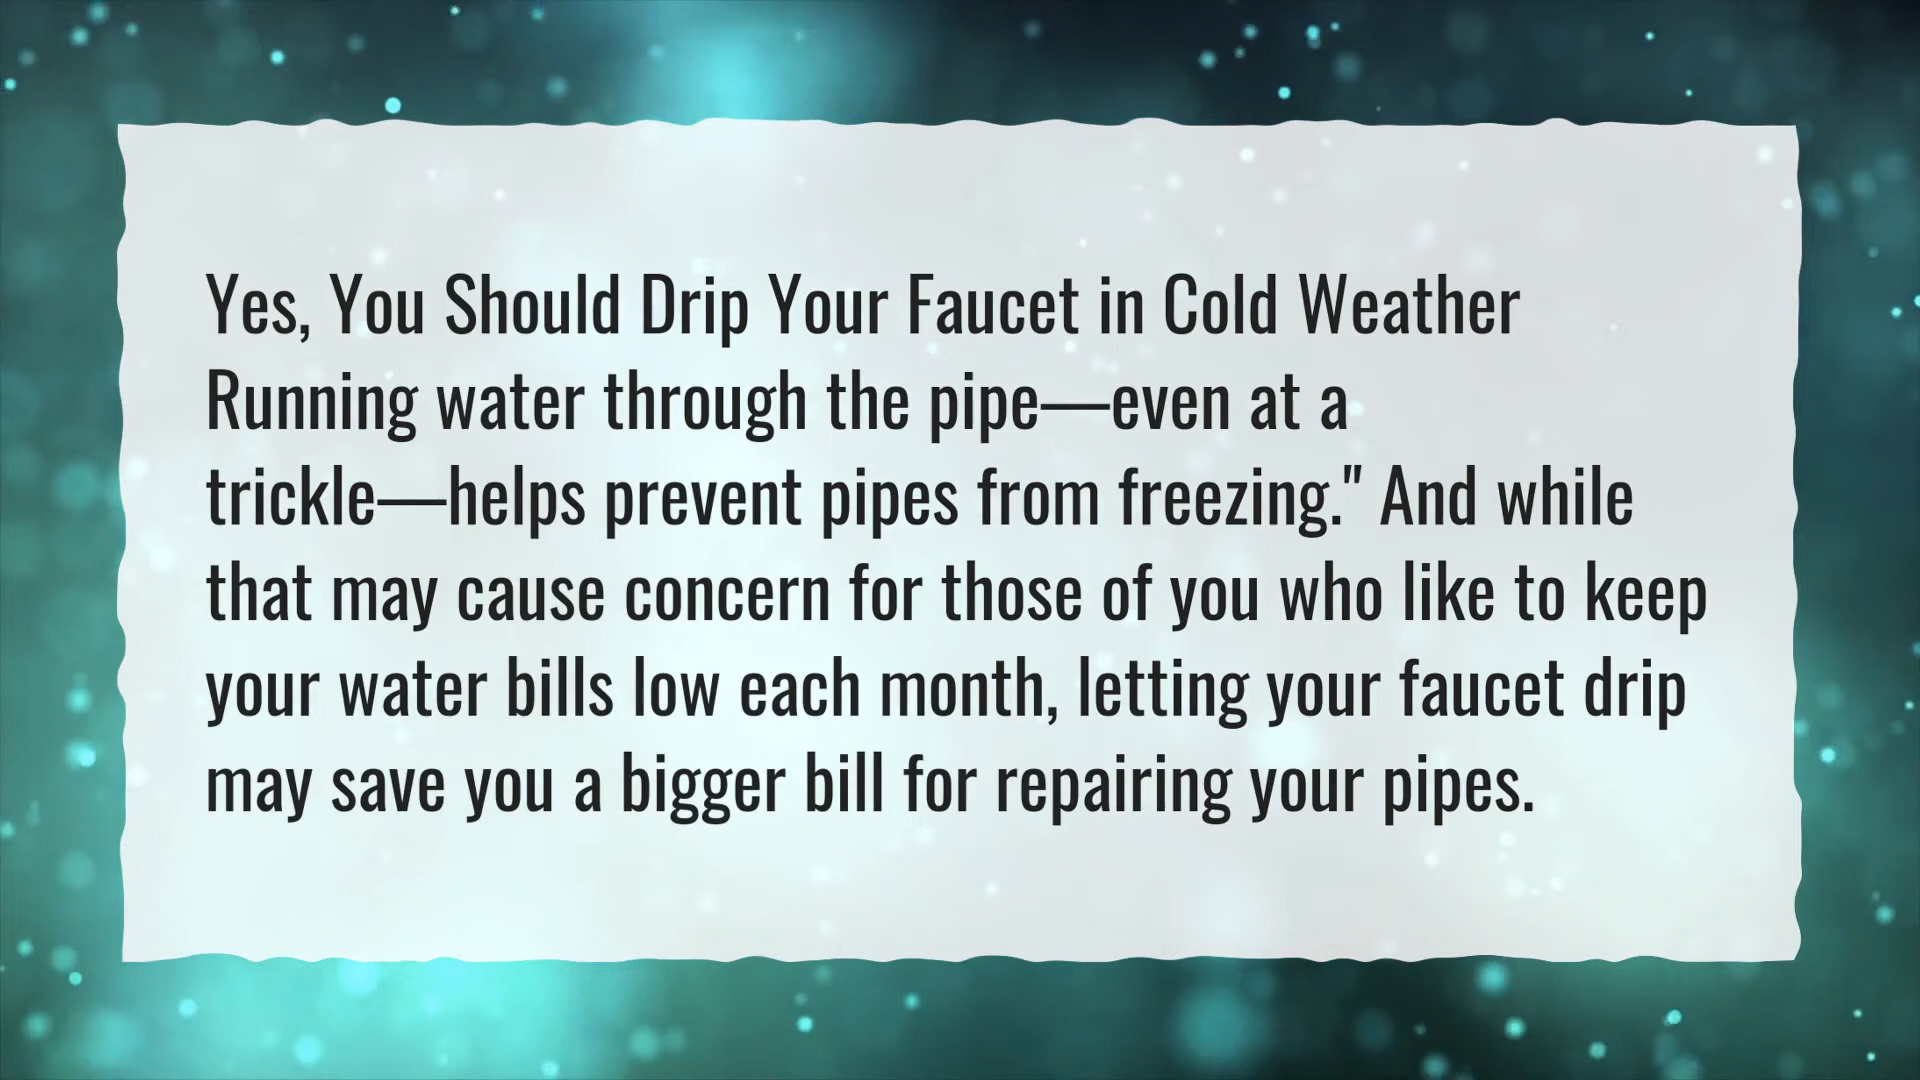 Yes, You Should Drip Your Faucet in Cold Weather
Running water through the pipe—even at a
trickle—helps prevent pipes from freezing." And while
that may cause concern for those of you who like to keep
your water bills low each month, letting your faucet drip
may save you a bigger bill for repairing your pipes.